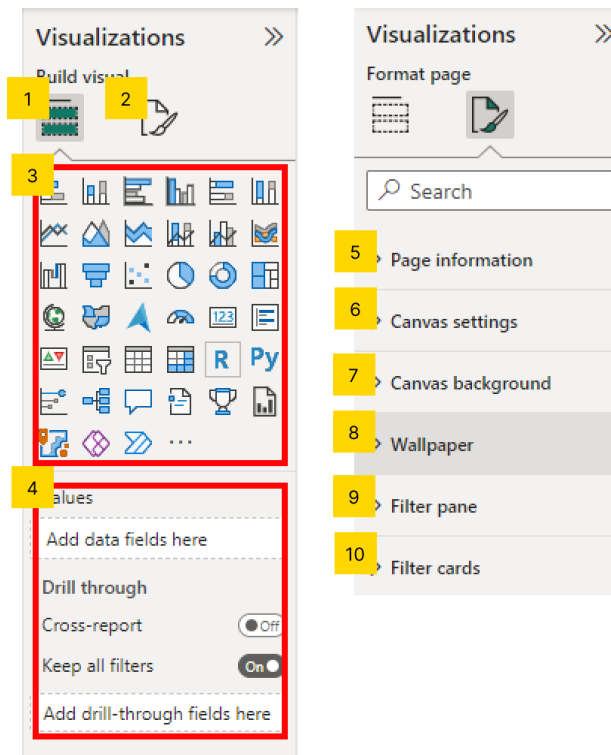 Visualizations
Build visual
1
2
3
123
R
Py
4
Values
Add data fields here
Drill through
Cross-report
Off
Keep all filters
On
Add drill-through fields here
Visualizations
Format page
Search
5
Page information
6
Canvas settings
7
Canvas background
8
Wallpaper
9
Filter pane
10
Filter cards